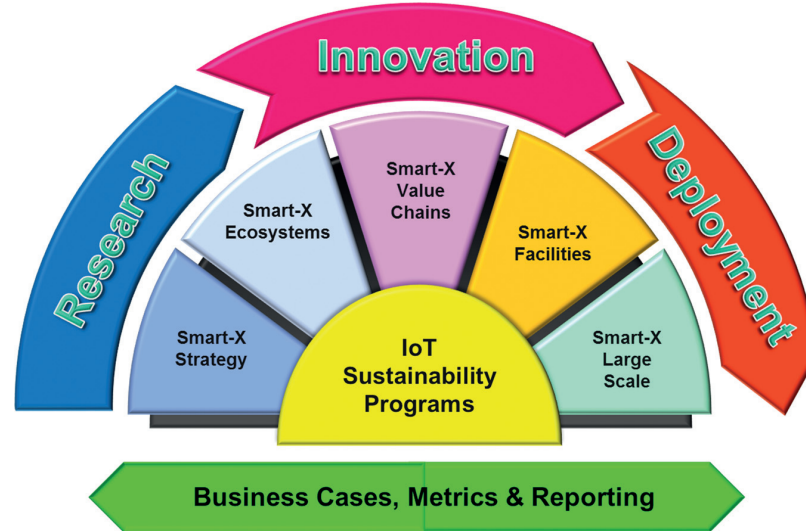 Innovation
Research
Deployment
Smart-X
Value
Chains
Smart-X
Ecosystems
Smart-X
Facilities
Smart-X
Strategy
Smart-X
Large
Scale
IoT
Sustainability
Programs
Business Cases, Metrics & Reporting